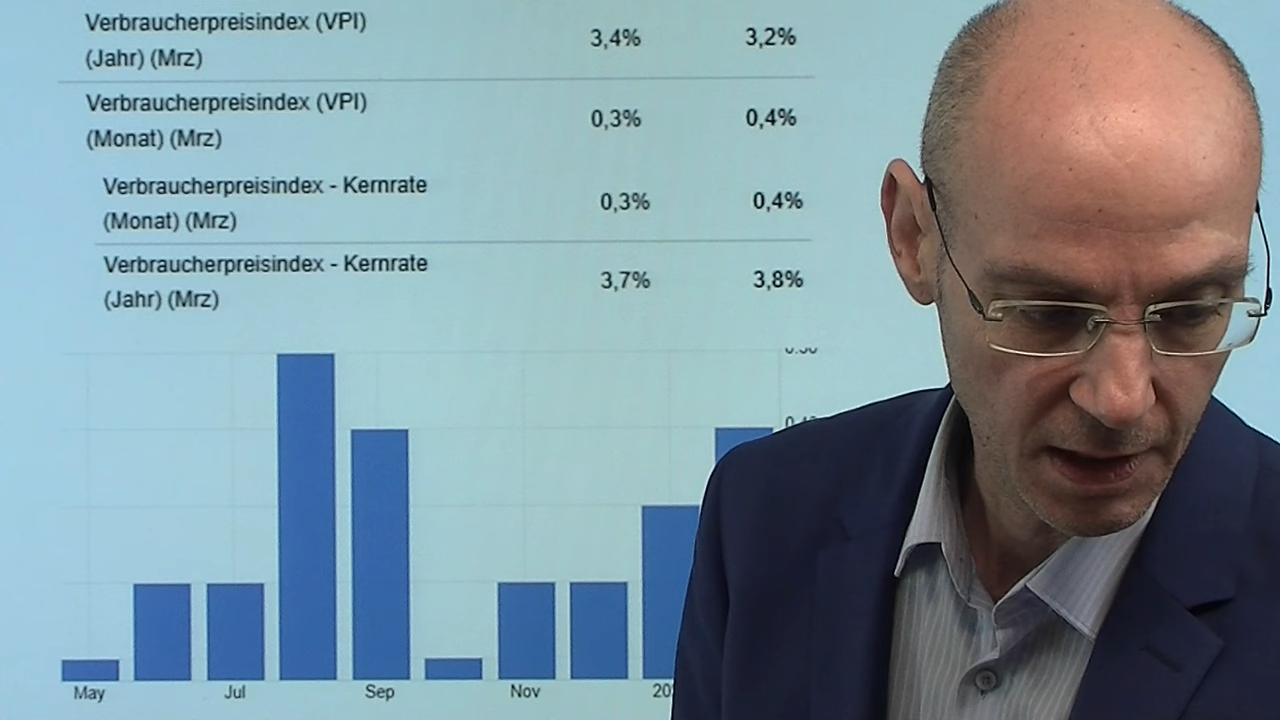 Verbraucherpreisindex (VPI)
(Jahr) (Mrz)
3,4% 3,2%
Verbraucherpreisindex (VPI)
(Monat) (Mrz)
0,3% 0,4%
Verbraucherpreisindex - Kernrate
(Monat) (Mrz)
0,3% 0,4%
Verbraucherpreisindex - Kernrate
(Jahr) (Mrz)
3,7% 3,8%
May Jul Sep Nov